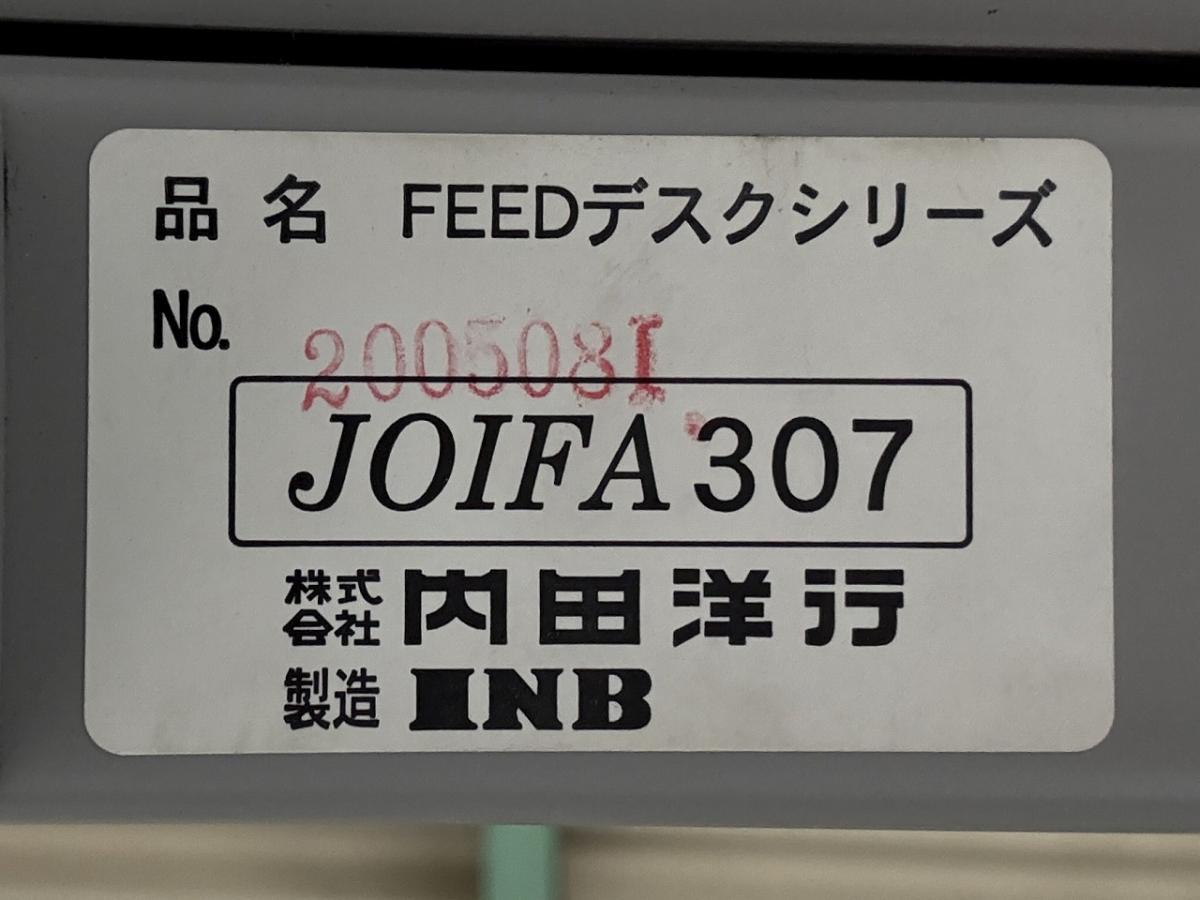 品名 FEEDデスクシリーズ
No. 200508I
JOIFA 307
株式会社 内田洋行
製造 INB